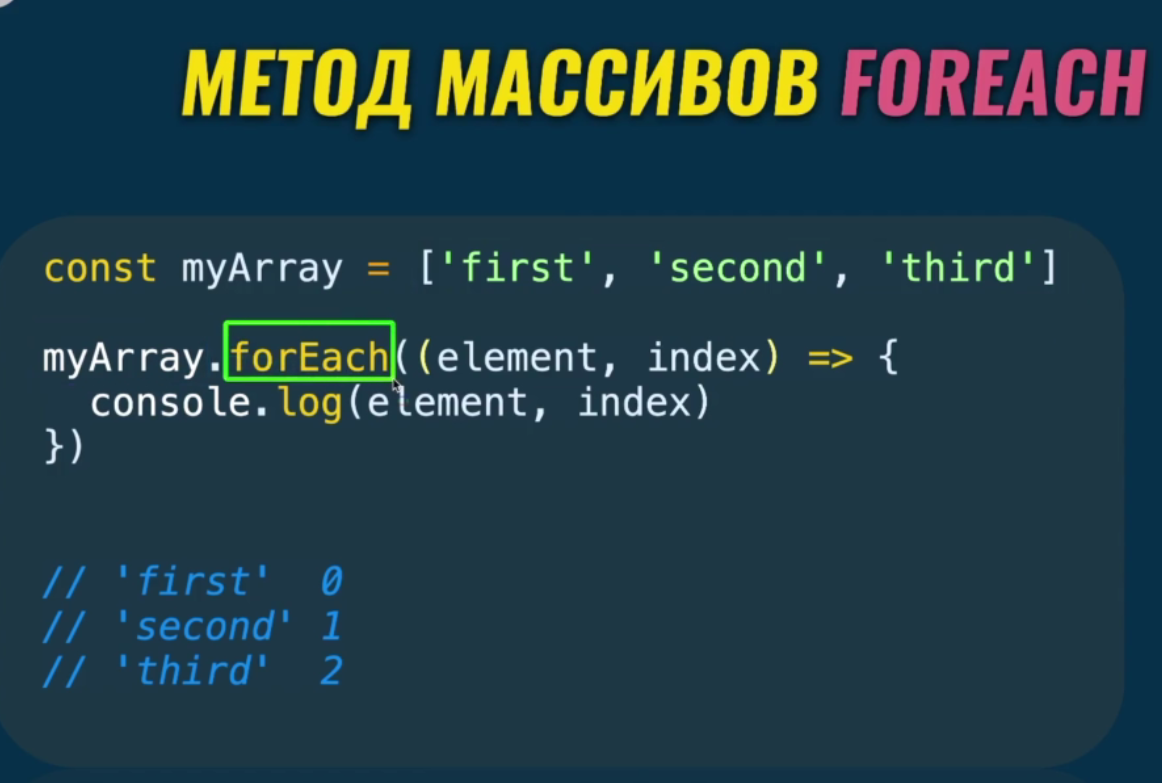 МЕТОД МАССИВОВ FOREACH
const myArray = ['first', 'second', 'third']
myArray.forEach((element, index) => {
  console.log(element, index)
})
// 'first'  0
// 'second' 1
// 'third'  2